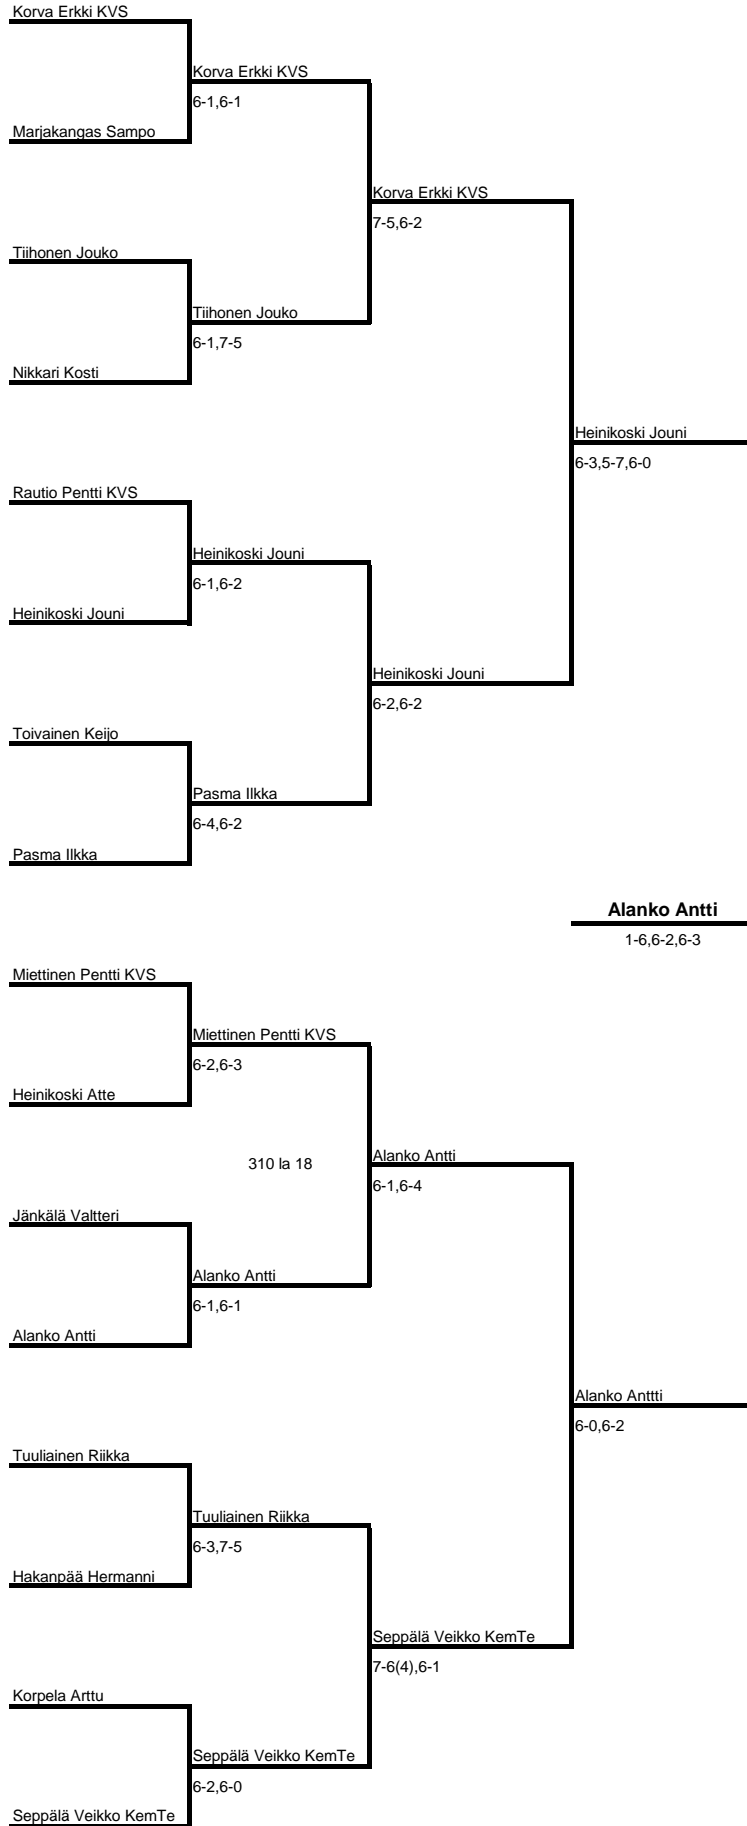 Korva Erkki KVS
Korva Erkki KVS
6-1,6-1
Marjakangas Sampo
Korva Erkki KVS
7-5,6-2
Tiihonen Jouko
Tiihonen Jouko
6-1,7-5
Nikkari Kosti
Heinikoski Jouni
6-3,5-7,6-0
Rautio Pentti KVS
Heinikoski Jouni
6-1,6-2
Heinikoski Jouni
Heinikoski Jouni
6-2,6-2
Toivainen Keijo
Pasma Ilkka
6-4,6-2
Pasma Ilkka
Alanko Antti
1-6,6-2,6-3
Miettinen Pentti KVS
Miettinen Pentti KVS
6-2,6-3
Heinikoski Atte
310 la 18
Alanko Antti
6-1,6-4
Jänkälä Valtteri
Alanko Antti
6-1,6-1
Alanko Antti
Alanko Anttti
6-0,6-2
Tuuliainen Riikka
Tuuliainen Riikka
6-3,7-5
Hakanpää Hermanni
Seppälä Veikko KemTe
7-6(4),6-1
Korpela Arttu
Seppälä Veikko KemTe
6-2,6-0
Seppälä Veikko KemTe